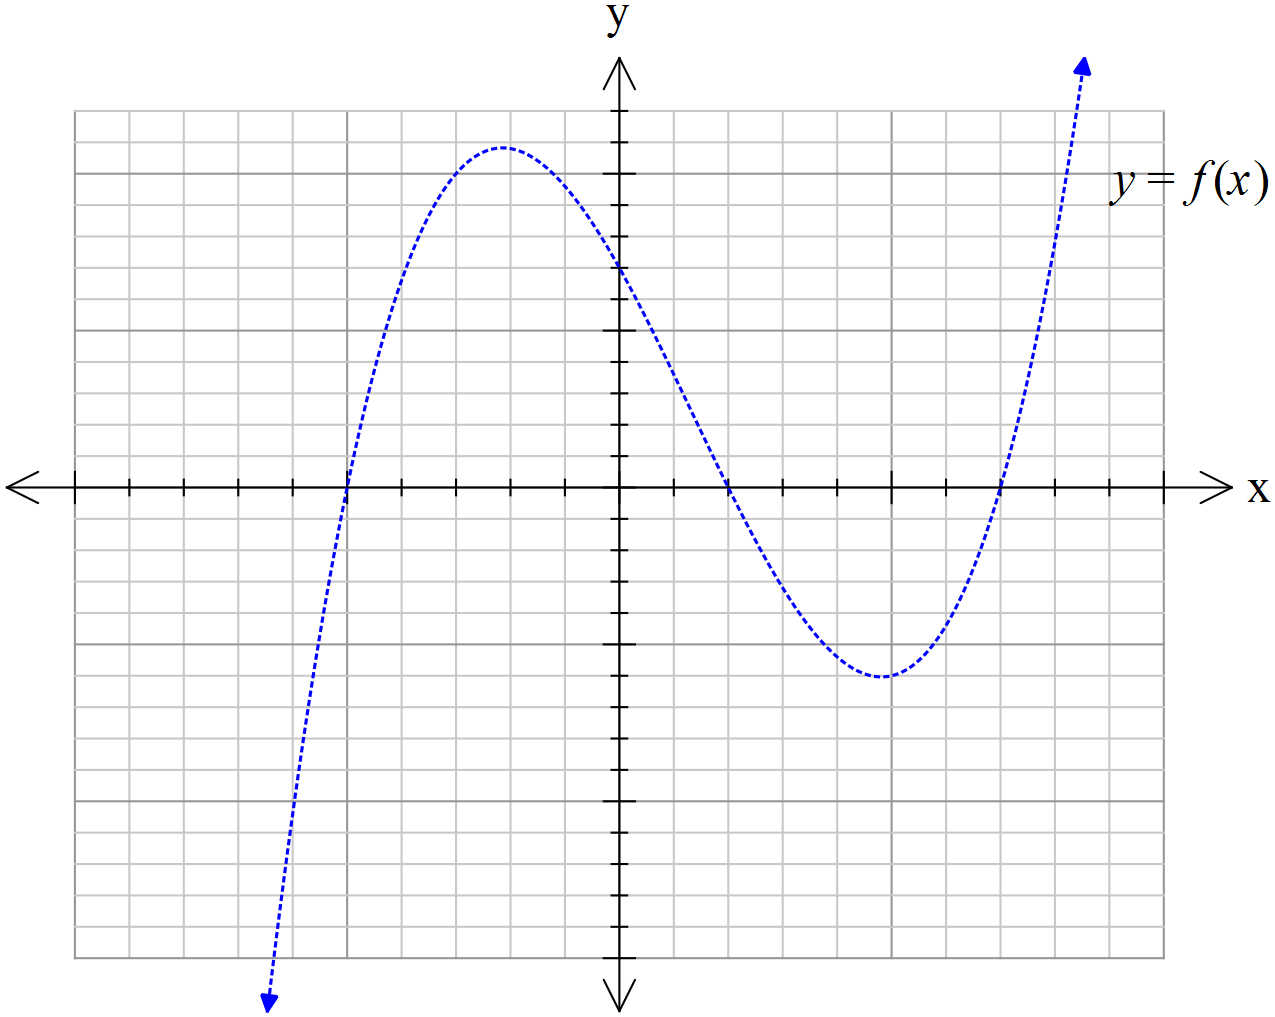 y
y = f(x)
x